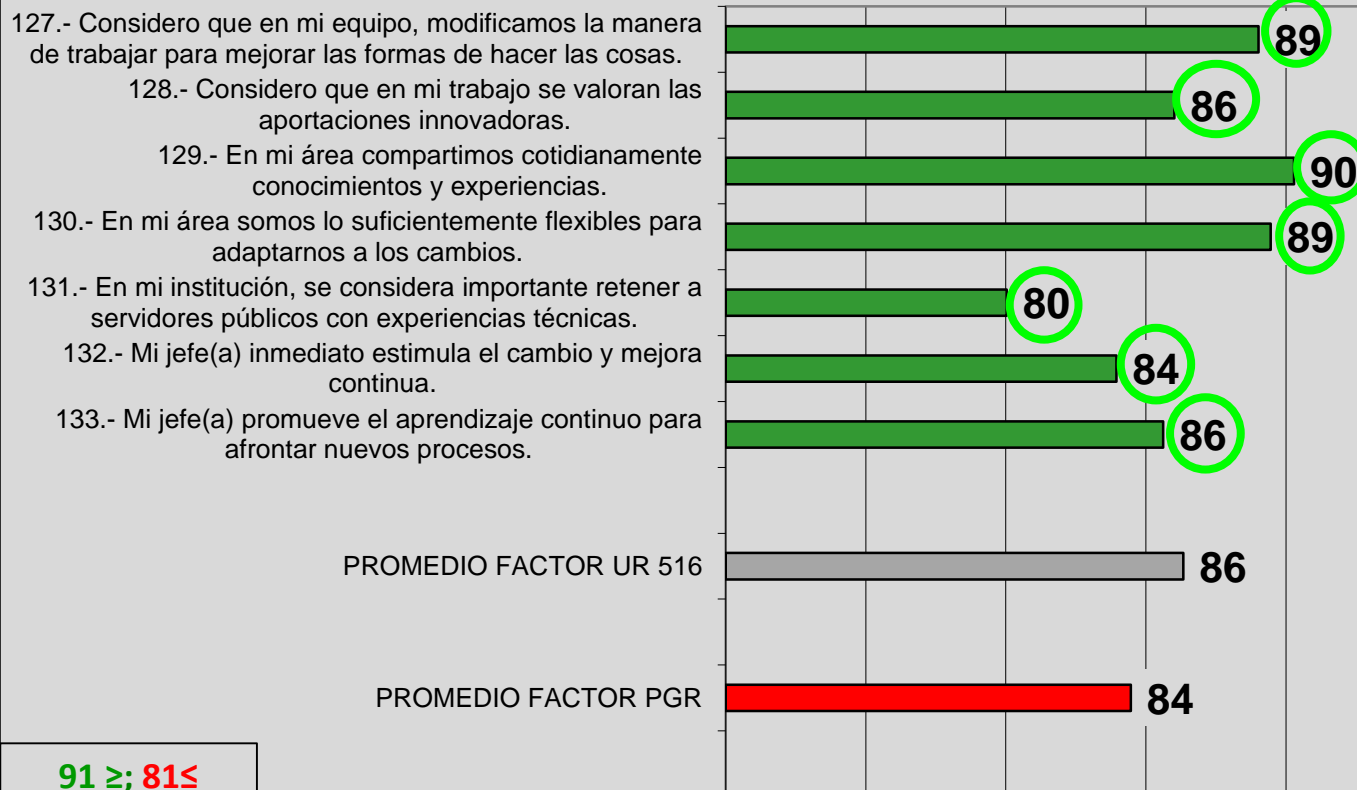 127.- Considero que en mi equipo, modificamos la manera
de trabajar para mejorar las formas de hacer las cosas.
89
128.- Considero que en mi trabajo se valoran las
aportaciones innovadoras.
86
129.- En mi área compartimos cotidianamente
conocimientos y experiencias.
90
130.- En mi área somos lo suficientemente flexibles para
adaptarnos a los cambios.
89
131.- En mi institución, se considera importante retener a
servidores públicos con experiencias técnicas.
80
132.- Mi jefe(a) inmediato estimula el cambio y mejora
continua.
84
133.- Mi jefe(a) promueve el aprendizaje continuo para
afrontar nuevos procesos.
86
PROMEDIO FACTOR UR 516
86
PROMEDIO FACTOR PGR
84
91 ≥; 81≤